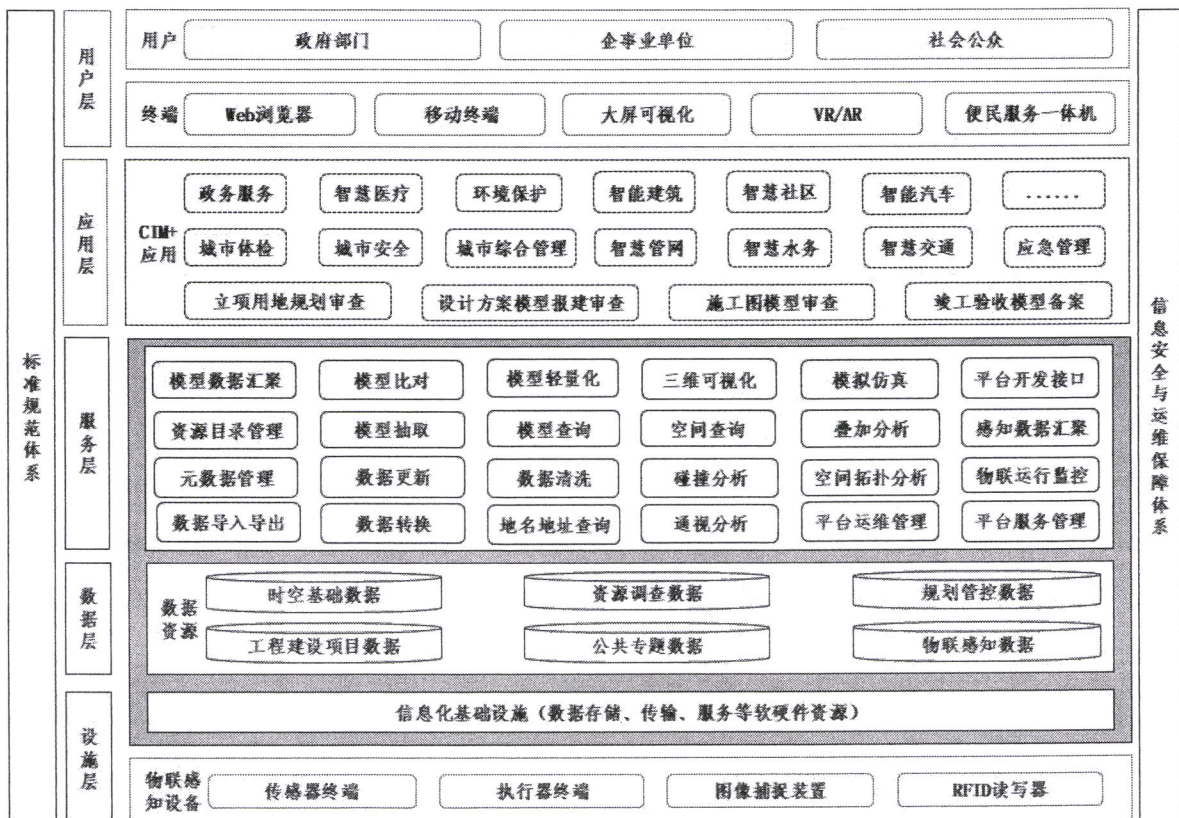 标准规范体系
用户层
用户 政府部门 企事业单位 社会公众
终端 Web浏览器 移动终端 大屏可视化 VR/AR 便民服务一体机
应用层
CIM+
应用
政务服务 智慧医疗 环境保护 智能建筑 智慧社区 智能汽车 ......
城市体检 城市安全 城市综合管理 智慧管网 智慧水务 智慧交通 应急管理
立项用地规划审查 设计方案模型报建审查 施工图模型审查 竣工验收模型备案
服务层
模型数据汇聚 模型比对 模型轻量化 三维可视化 模拟仿真 平台开发接口
资源目录管理 模型抽取 模型查询 空间查询 叠加分析 感知数据汇聚
元数据管理 数据更新 数据清洗 碰撞分析 空间拓扑分析 物联运行监控
数据导入导出 数据转换 地名地址查询 通视分析 平台运维管理 平台服务管理
数据层
数据
资源
时空基础数据 资源调查数据 规划管控数据
工程建设项目数据 公共专题数据 物联感知数据
设施层
信息化基础设施（数据存储、传输、服务等软硬件资源）
物联感
知设备
传感器终端 执行器终端 图像捕捉装置 RFID读写器
信息安全与运维保障体系